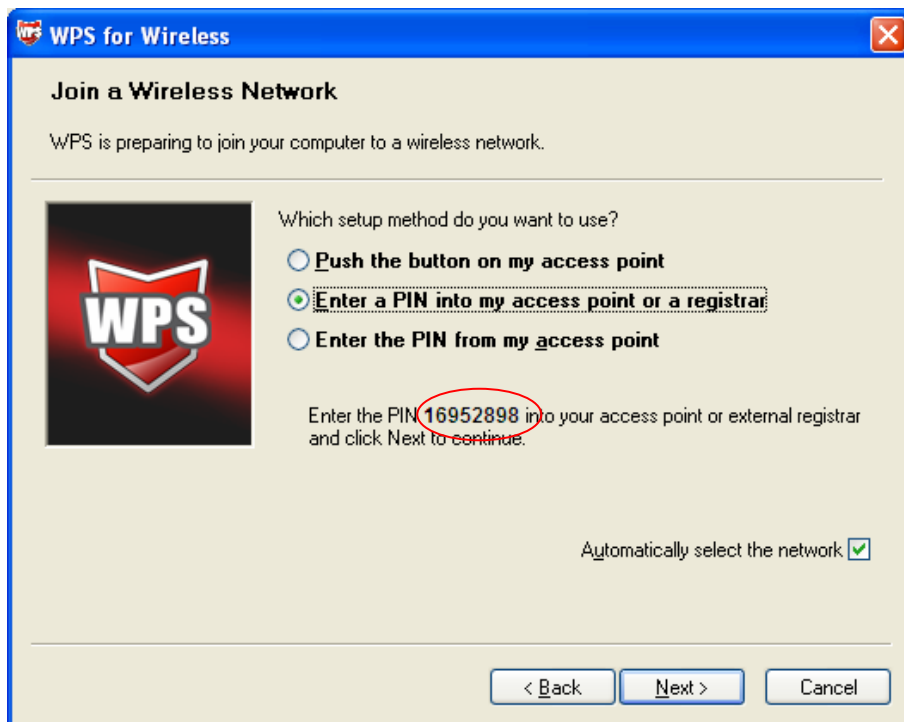 WPS for Wireless
Join a Wireless Network
WPS is preparing to join your computer to a wireless network.
Which setup method do you want to use?
Push the button on my access point
Enter a PIN into my access point or a registrar
Enter the PIN from my access point
WPS
Enter the PIN 16952898 into your access point or external registrar
and click Next to continue.
Automatically select the network
< Back Next > Cancel